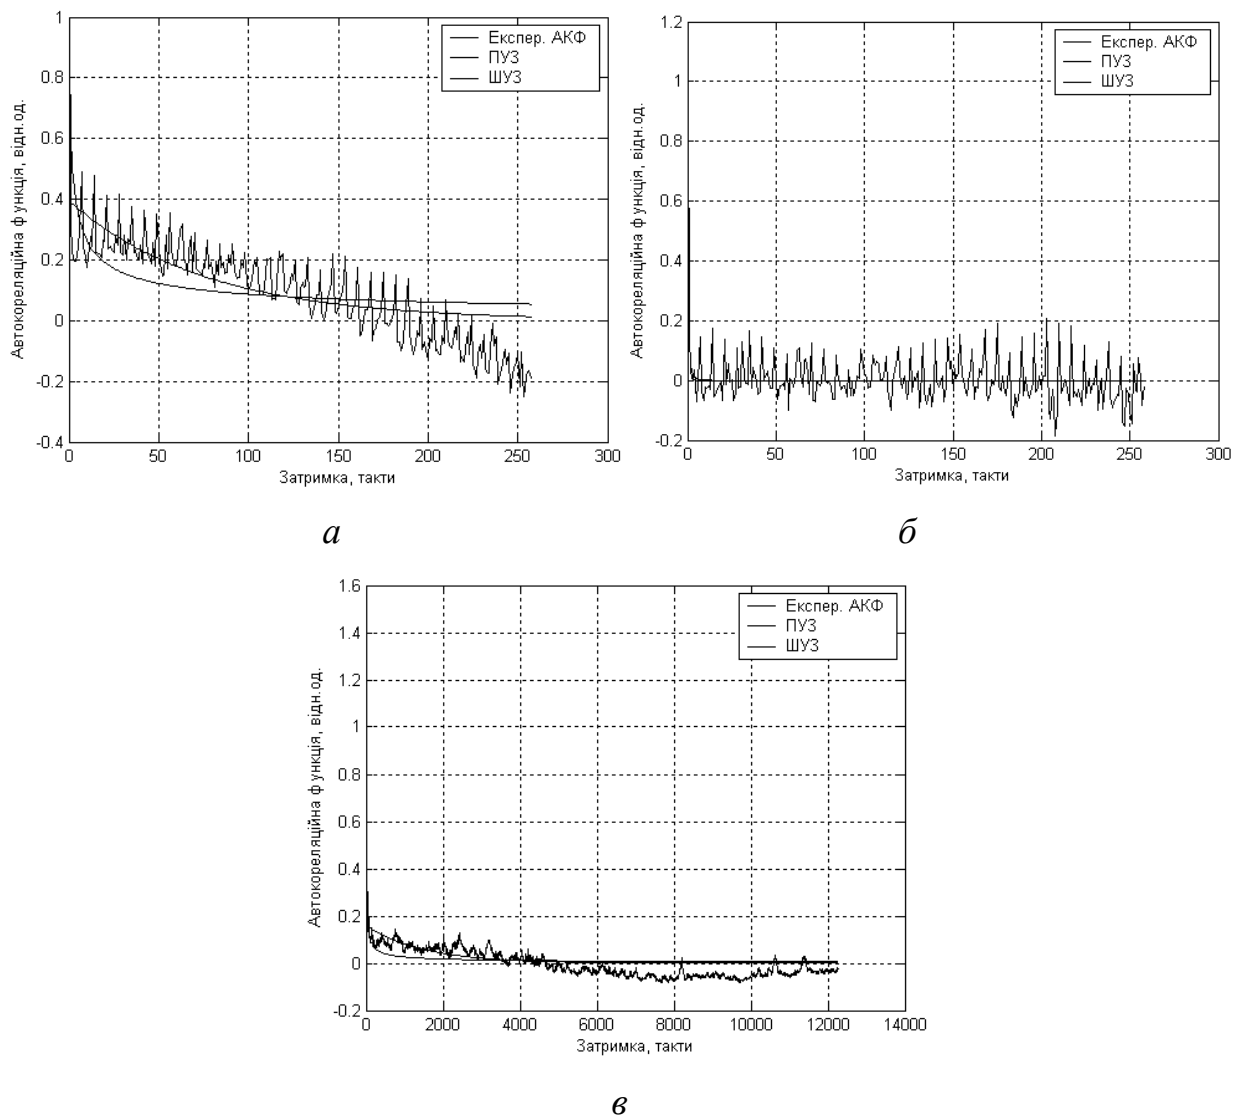 1
0.8
0.6
0.4
0.2
0
-0.2
-0.4
0 50 100 150 200 250 300
Автокореляційна функція, відн.од.
Затримка, такти
Експер. АКФ
ПУЗ
ШУЗ
а
1.2
1
0.8
0.6
0.4
0.2
0
-0.2
0 50 100 150 200 250 300
Автокореляційна функція, відн.од.
Затримка, такти
Експер. АКФ
ПУЗ
ШУЗ
б
1.6
1.4
1.2
1
0.8
0.6
0.4
0.2
0
-0.2
0 2000 4000 6000 8000 10000 12000 14000
Автокореляційна функція, відн.од.
Затримка, такти
Експер. АКФ
ПУЗ
ШУЗ
в